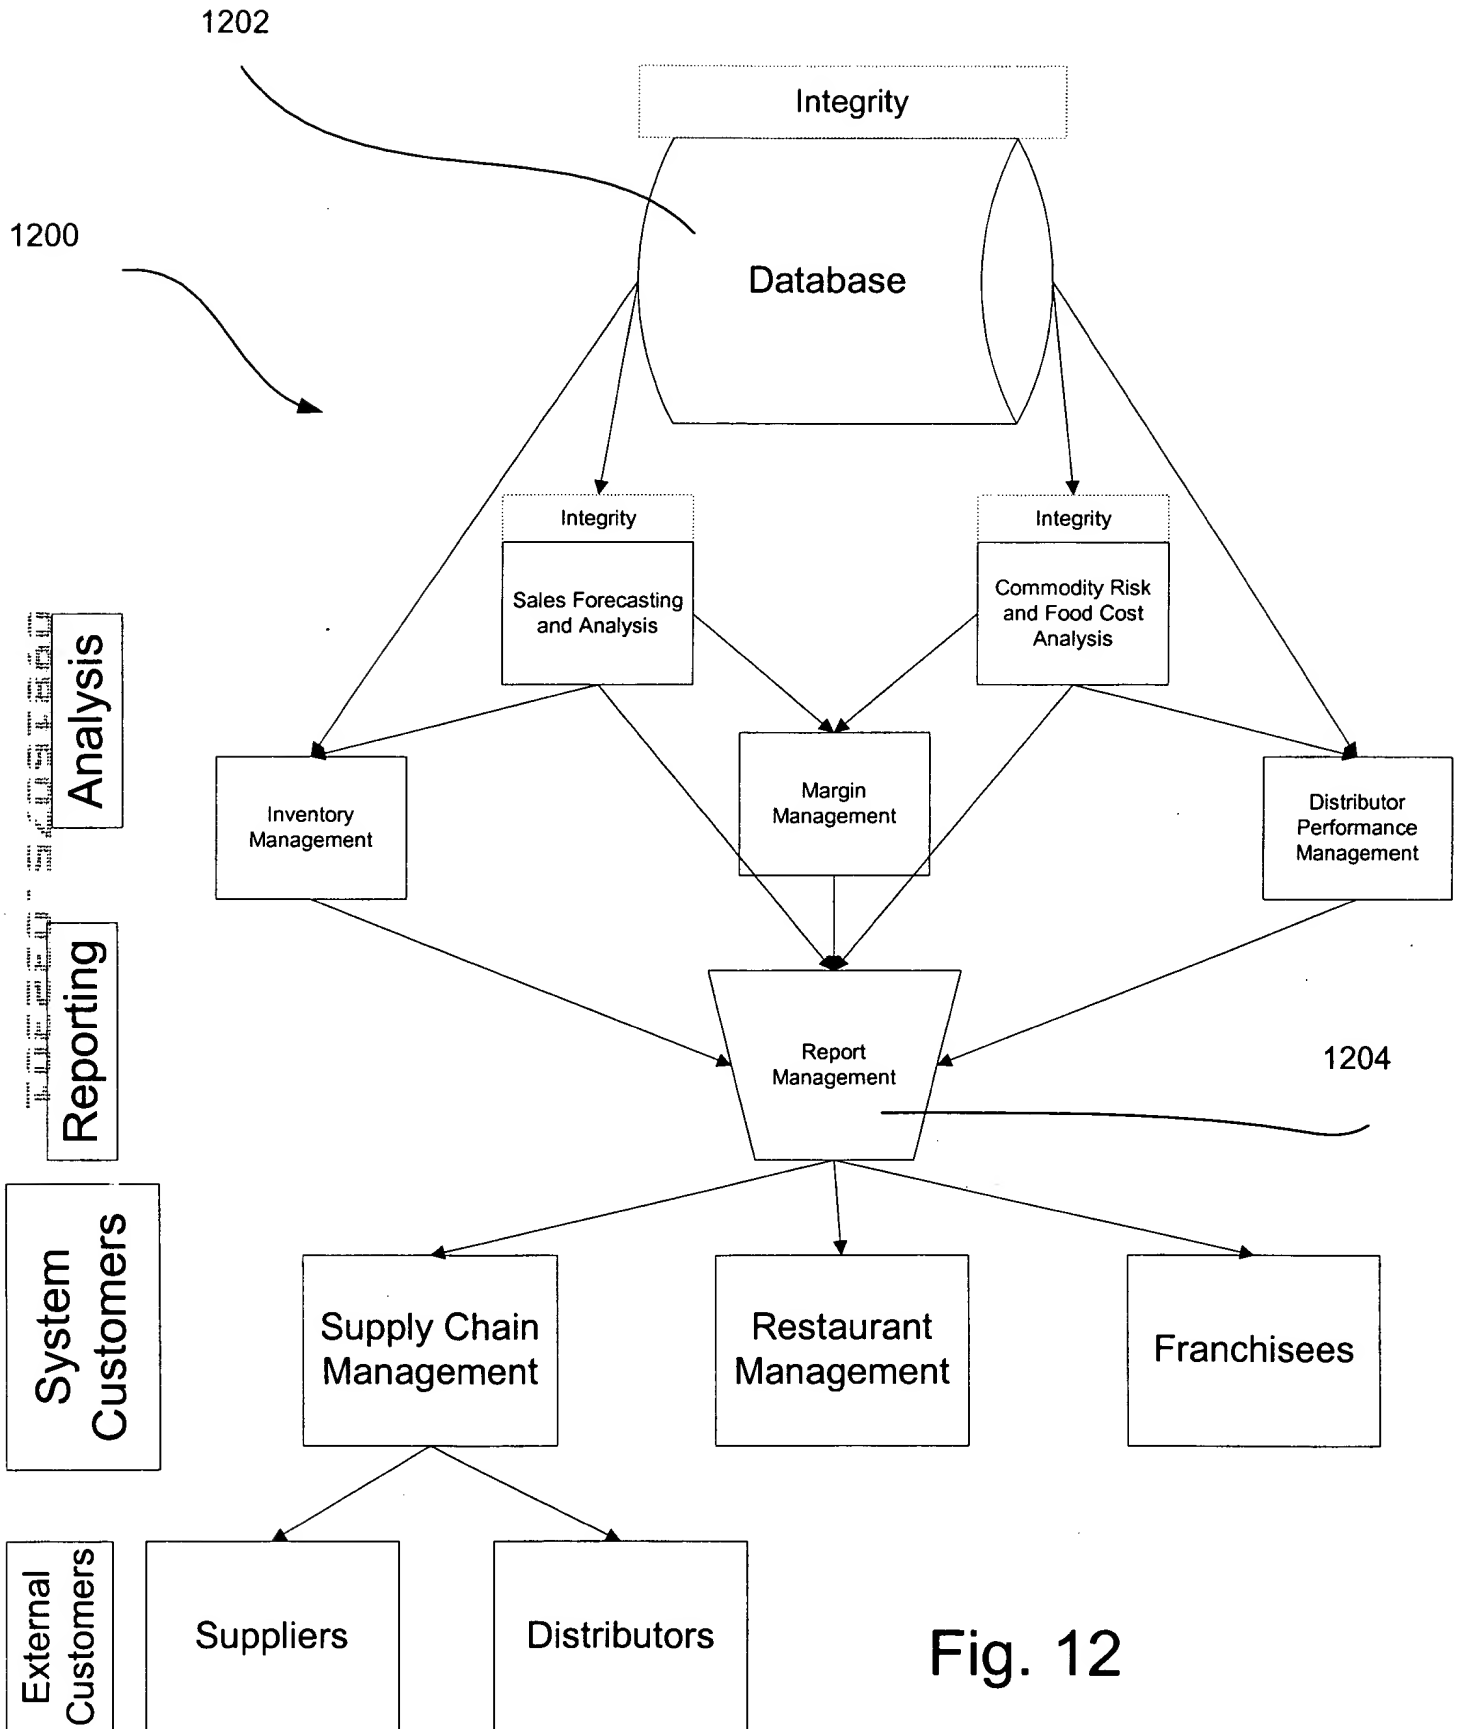 1202
Integrity
1200
Database
Integrity
Integrity
Sales Forecasting
and Analysis
Commodity Risk
and Food Cost
Analysis
Analysis
Inventory
Management
Margin
Management
Distributor
Performance
Management
Reporting
Report
Management
1204
System
Customers
Supply Chain
Management
Restaurant
Management
Franchisees
External
Customers
Suppliers
Distributors
Fig. 12